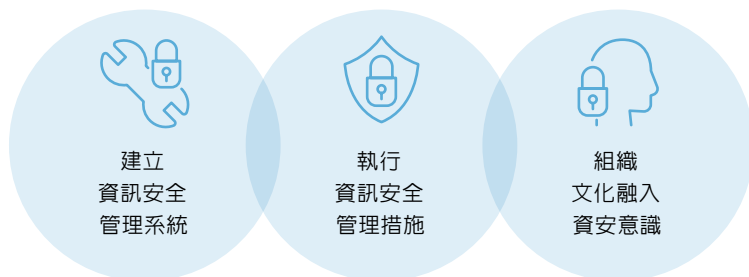 建立
資訊安全
管理系統
執行
資訊安全
管理措施
組織
文化融入
資安意識